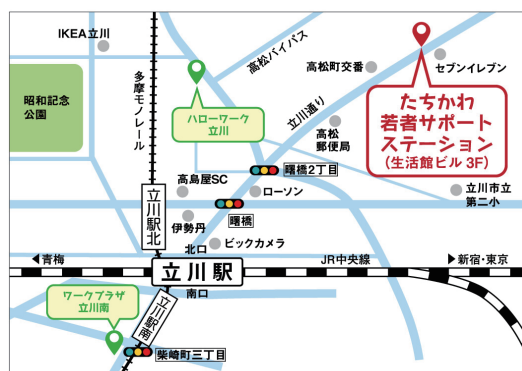 IKEA立川
高松バイパス
高松町交番
セブンイレブン
昭和記念
公園
多摩モノレール
ハローワーク
立川
立川通り
たちかわ
若者サポート
ステーション
(生活館ビル 3F)
高松
郵便局
曙橋2丁目
高島屋SC
ローソン
立川市立
第二小
立川駅北
伊勢丹
曙橋
北口
ビックカメラ
◀青梅
立川駅
JR中央線
▶新宿・東京
南口
ワークプラザ
立川南
立川駅南
柴崎町三丁目